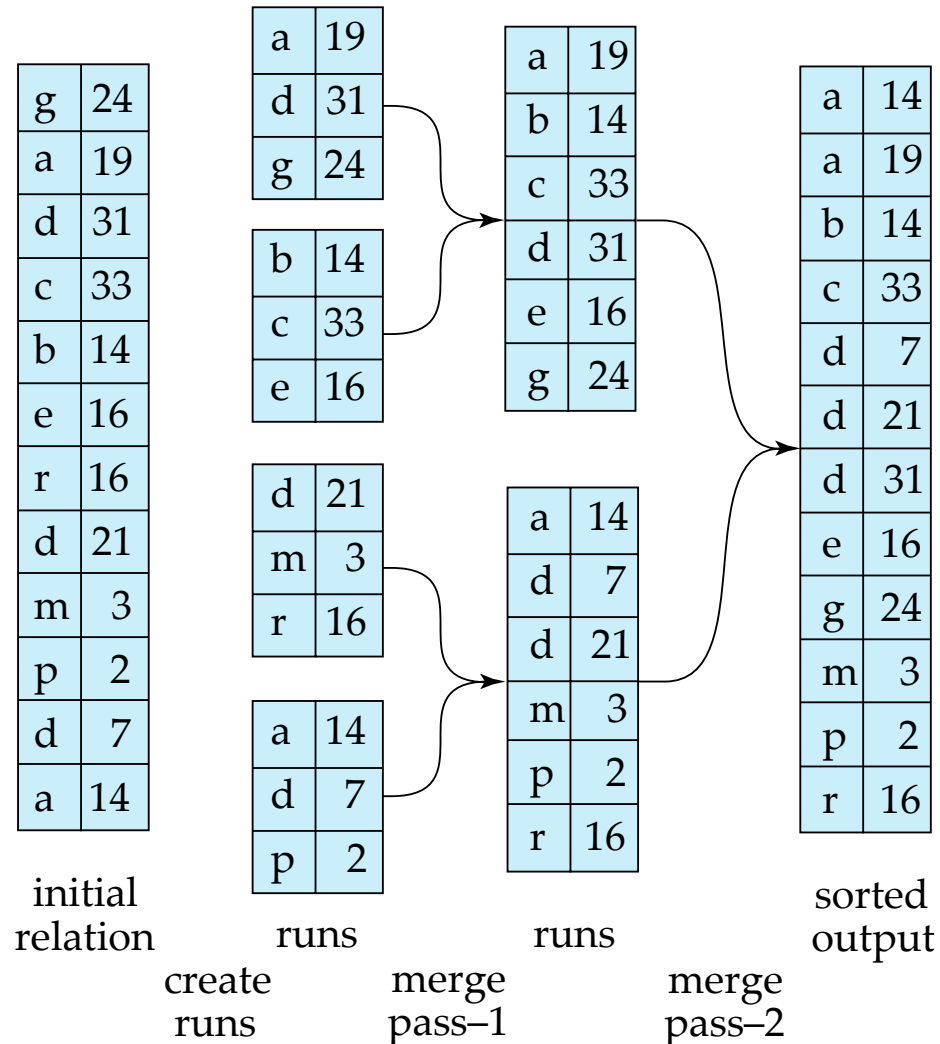 g 24
a 19
d 31
c 33
b 14
e 16
r 16
d 21
m 3
p 2
d 7
a 14
initial
relation
create
runs
a 19
d 31
g 24
b 14
c 33
e 16
d 21
m 3
r 16
a 14
d 7
p 2
runs
merge
pass–1
a 19
b 14
c 33
d 31
e 16
g 24
a 14
d 7
d 21
m 3
p 2
r 16
runs
merge
pass–2
a 14
a 19
b 14
c 33
d 7
d 21
d 31
e 16
g 24
m 3
p 2
r 16
sorted
output